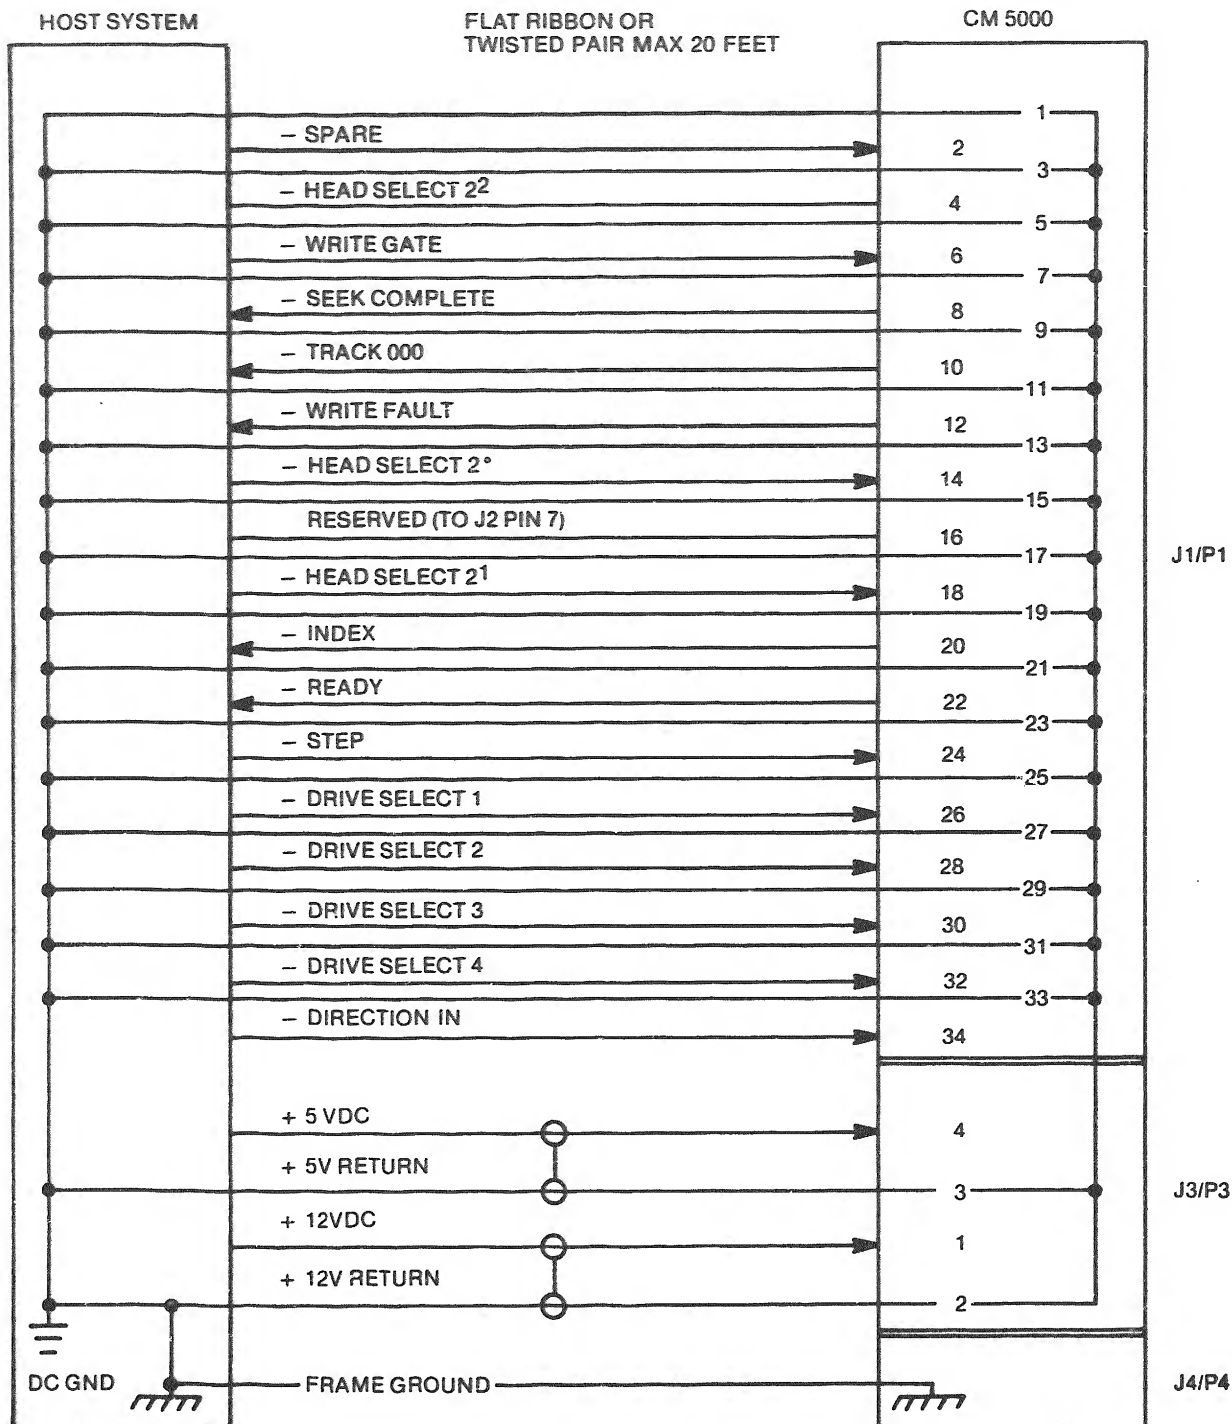 HOST SYSTEM
FLAT RIBBON OR
TWISTED PAIR MAX 20 FEET
CM 5000
1
– SPARE
2
3
– HEAD SELECT 2²
4
5
– WRITE GATE
6
7
– SEEK COMPLETE
8
9
– TRACK 000
10
11
– WRITE FAULT
12
13
– HEAD SELECT 2°
14
15
RESERVED (TO J2 PIN 7)
16
17
J1/P1
– HEAD SELECT 2¹
18
19
– INDEX
20
21
– READY
22
23
– STEP
24
25
– DRIVE SELECT 1
26
27
– DRIVE SELECT 2
28
29
– DRIVE SELECT 3
30
31
– DRIVE SELECT 4
32
33
– DIRECTION IN
34
+ 5 VDC
4
+ 5V RETURN
3
J3/P3
+ 12VDC
1
+ 12V RETURN
2
DC GND
FRAME GROUND
J4/P4